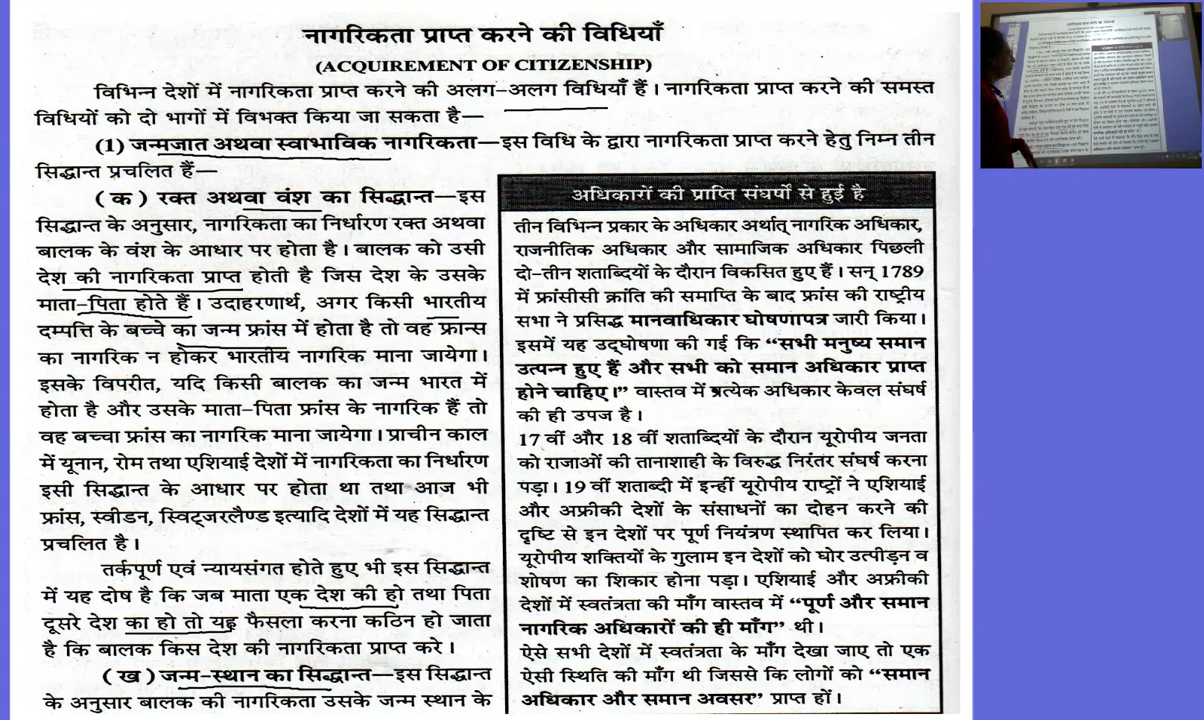 नागरिकता प्राप्त करने की विधियाँ
(ACQUIREMENT OF CITIZENSHIP)
विभिन्न देशों में नागरिकता प्राप्त करने की अलग-अलग विधियाँ हैं। नागरिकता प्राप्त करने की समस्त
विधियों को दो भागों में विभक्त किया जा सकता है—
(1) जन्मजात अथवा स्वाभाविक नागरिकता—इस विधि के द्वारा नागरिकता प्राप्त करने हेतु निम्न तीन
सिद्धान्त प्रचलित हैं—
( क ) रक्त अथवा वंश का सिद्धान्त—इस
सिद्धान्त के अनुसार, नागरिकता का निर्धारण रक्त अथवा
बालक के वंश के आधार पर होता है। बालक को उसी
देश की नागरिकता प्राप्त होती है जिस देश के उसके
माता-पिता होते हैं। उदाहरणार्थ, अगर किसी भारतीय
दम्पत्ति के बच्चे का जन्म फ्रांस में होता है तो वह फ्रान्स
का नागरिक न होकर भारतीय नागरिक माना जायेगा।
इसके विपरीत, यदि किसी बालक का जन्म भारत में
होता है और उसके माता-पिता फ्रांस के नागरिक हैं तो
वह बच्चा फ्रांस का नागरिक माना जायेगा। प्राचीन काल
में यूनान, रोम तथा एशियाई देशों में नागरिकता का निर्धारण
इसी सिद्धान्त के आधार पर होता था तथा आज भी
फ्रांस, स्वीडन, स्विट्जरलैण्ड इत्यादि देशों में यह सिद्धान्त
प्रचलित है।
तर्कपूर्ण एवं न्यायसंगत होते हुए भी इस सिद्धान्त
में यह दोष है कि जब माता एक देश की हो तथा पिता
दूसरे देश का हो तो यह फैसला करना कठिन हो जाता
है कि बालक किस देश की नागरिकता प्राप्त करे।
( ख ) जन्म-स्थान का सिद्धान्त—इस सिद्धान्त
के अनुसार बालक की नागरिकता उसके जन्म स्थान के
अधिकारों की प्राप्ति संघर्षों से हुई है
तीन विभिन्न प्रकार के अधिकार अर्थात् नागरिक अधिकार,
राजनीतिक अधिकार और सामाजिक अधिकार पिछली
दो-तीन शताब्दियों के दौरान विकसित हुए हैं। सन् 1789
में फ्रांसीसी क्रांति की समाप्ति के बाद फ्रांस की राष्ट्रीय
सभा ने प्रसिद्ध मानवाधिकार घोषणापत्र जारी किया।
इसमें यह उद्घोषणा की गई कि “सभी मनुष्य समान
उत्पन्न हुए हैं और सभी को समान अधिकार प्राप्त
होने चाहिए।” वास्तव में प्रत्येक अधिकार केवल संघर्ष
की ही उपज है।
17 वीं और 18 वीं शताब्दियों के दौरान यूरोपीय जनता
को राजाओं की तानाशाही के विरुद्ध निरंतर संघर्ष करना
पड़ा। 19 वीं शताब्दी में इन्हीं यूरोपीय राष्ट्रों ने एशियाई
और अफ्रीकी देशों के संसाधनों का दोहन करने की
दृष्टि से इन देशों पर पूर्ण नियंत्रण स्थापित कर लिया।
यूरोपीय शक्तियों के गुलाम इन देशों को घोर उत्पीड़न व
शोषण का शिकार होना पड़ा। एशियाई और अफ्रीकी
देशों में स्वतंत्रता की माँग वास्तव में “पूर्ण और समान
नागरिक अधिकारों की ही माँग” थी।
ऐसे सभी देशों में स्वतंत्रता के माँग देखा जाए तो एक
ऐसी स्थिति की माँग थी जिससे कि लोगों को “समान
अधिकार और समान अवसर” प्राप्त हों।